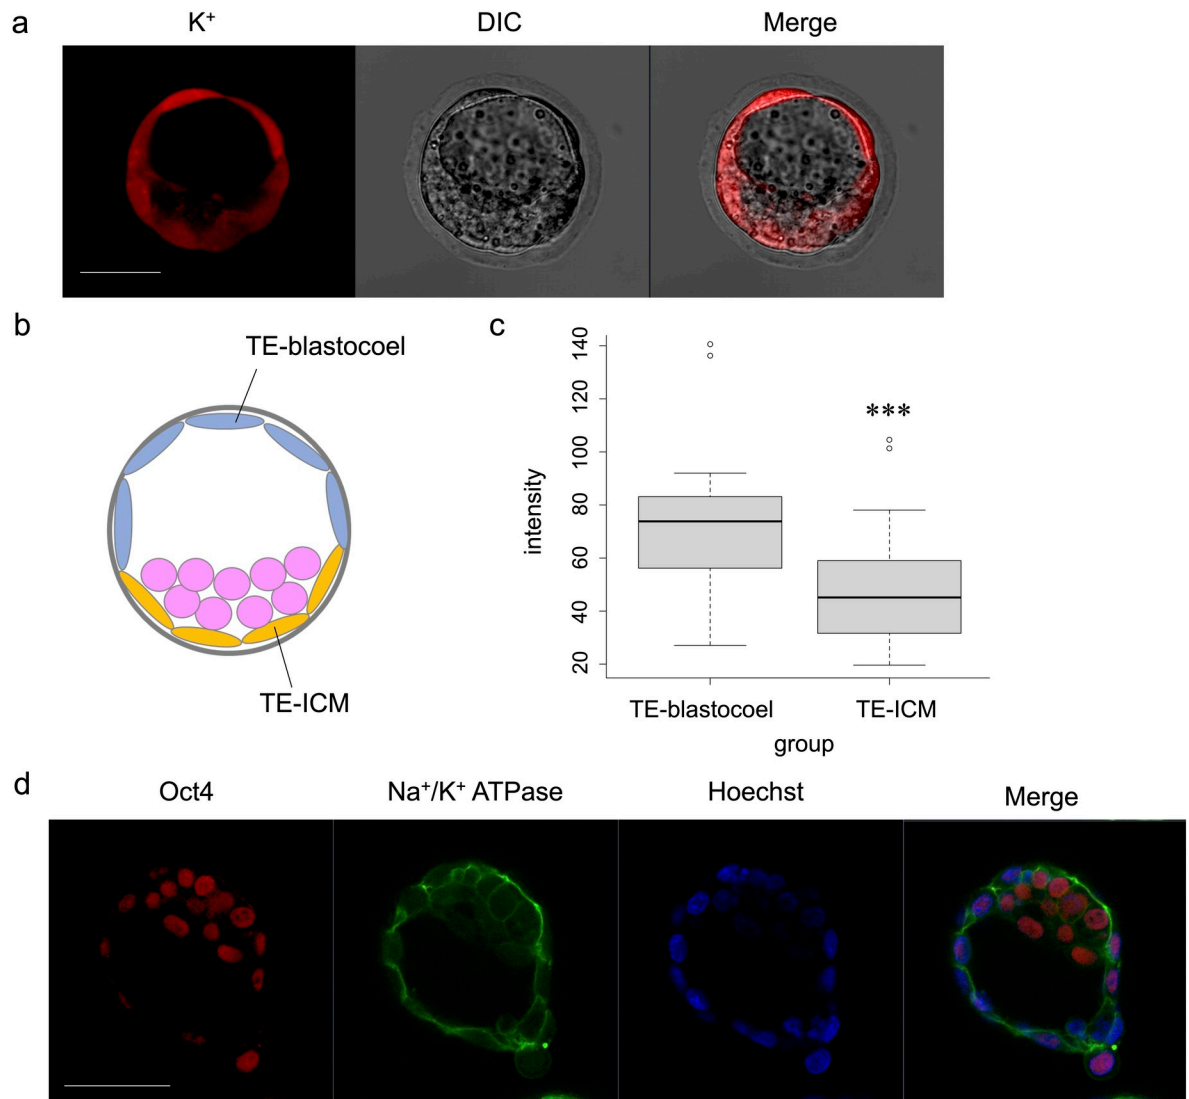 a
K⁺ DIC Merge
b
TE-blastocoel
TE-ICM
c
140
120
100
80
60
40
20
intensity
***
TE-blastocoel TE-ICM
group
d
Oct4 Na⁺/K⁺ ATPase Hoechst Merge